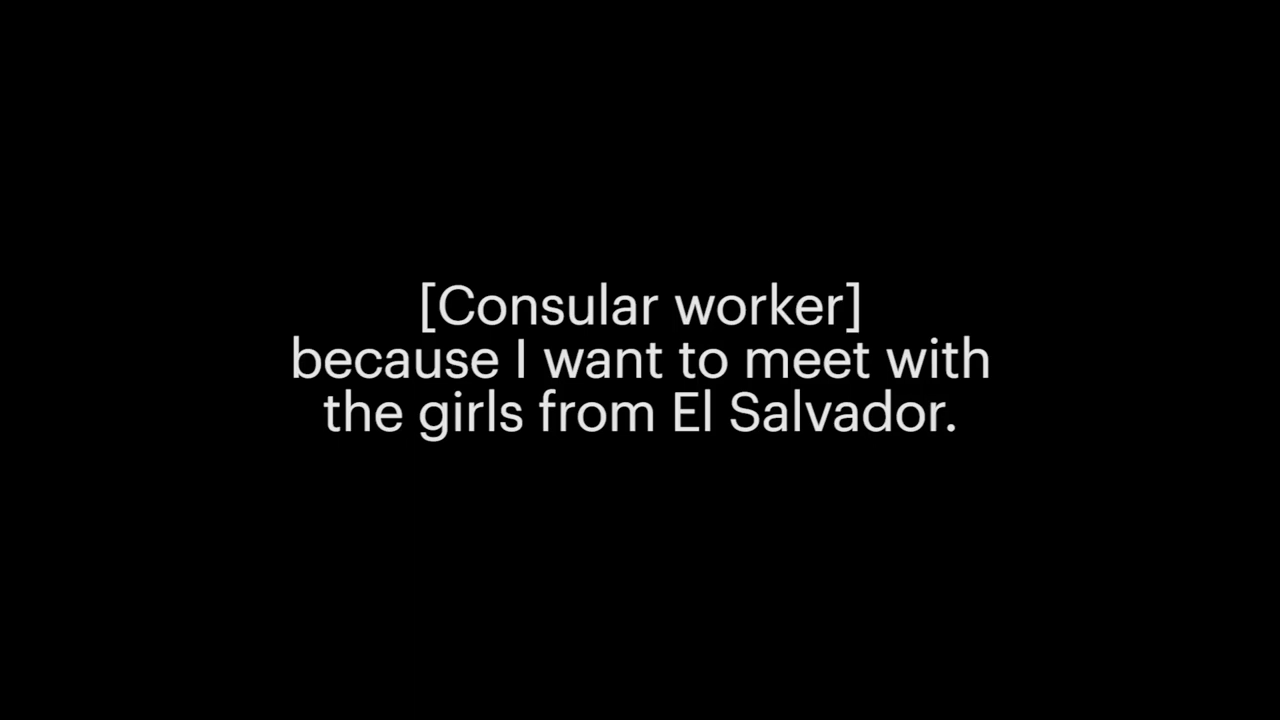 [Consular worker]
because I want to meet with
the girls from El Salvador.